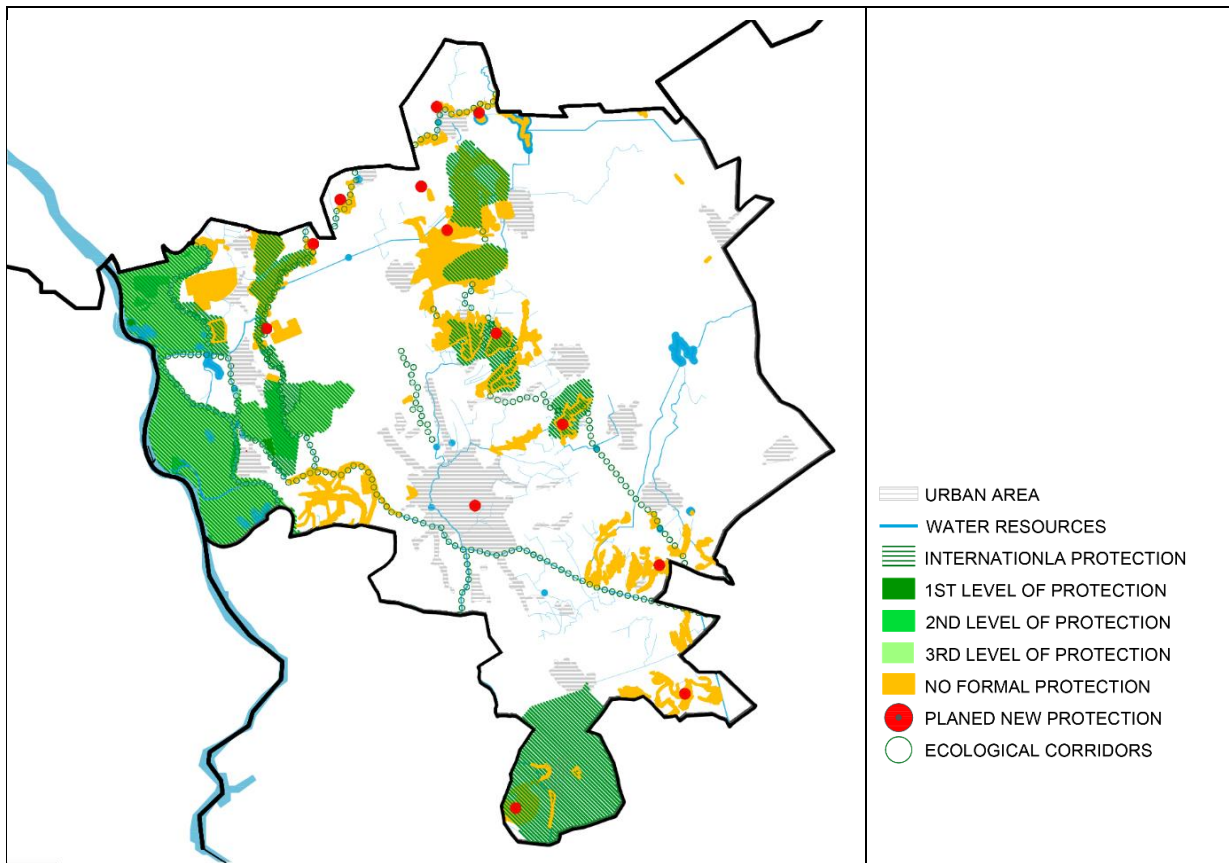 URBAN AREA
WATER RESOURCES
INTERNATIONLA PROTECTION
1ST LEVEL OF PROTECTION
2ND LEVEL OF PROTECTION
3RD LEVEL OF PROTECTION
NO FORMAL PROTECTION
PLANED NEW PROTECTION
ECOLOGICAL CORRIDORS